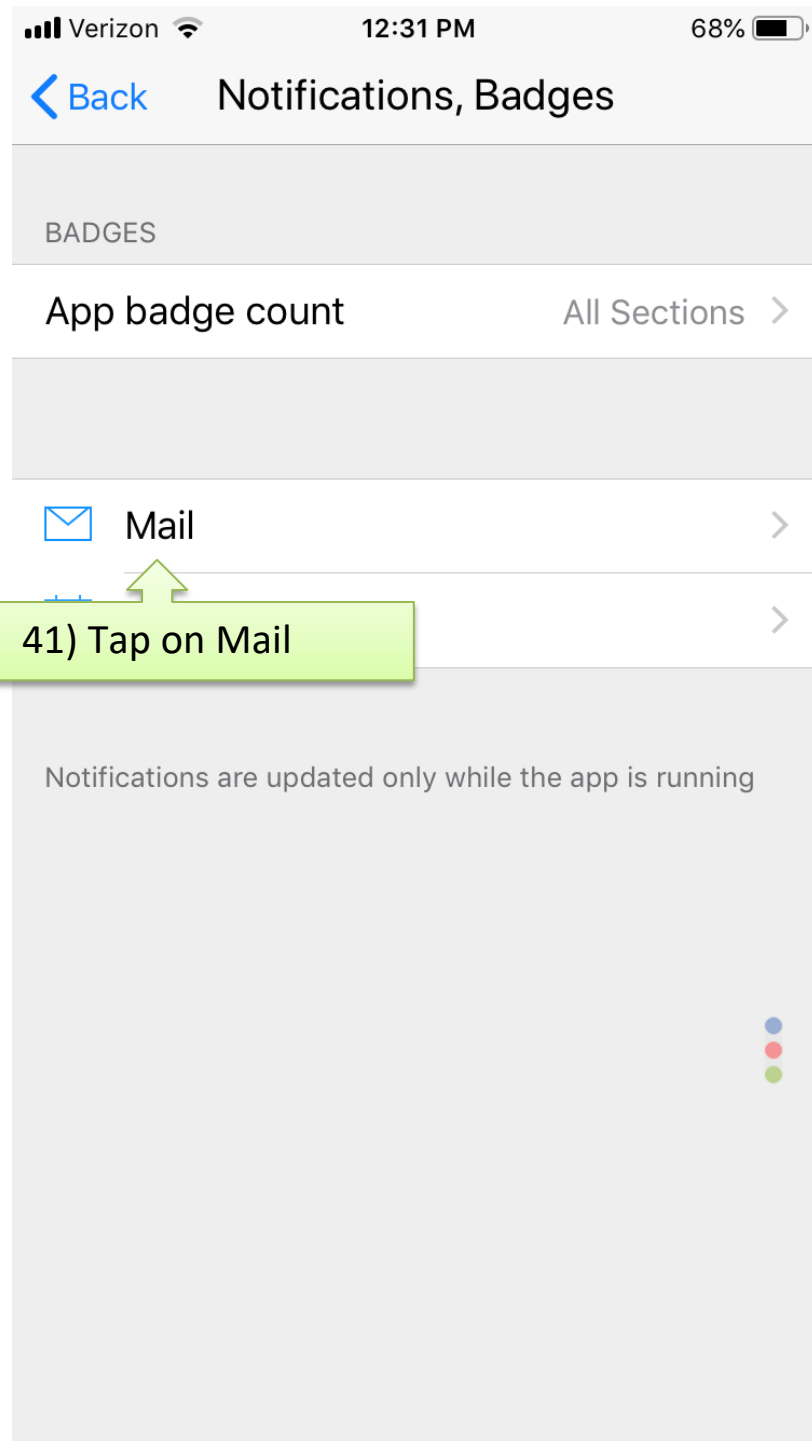 Verizon 12:31 PM 68%
Back Notifications, Badges
BADGES
App badge count All Sections
Mail
41) Tap on Mail
Notifications are updated only while the app is running